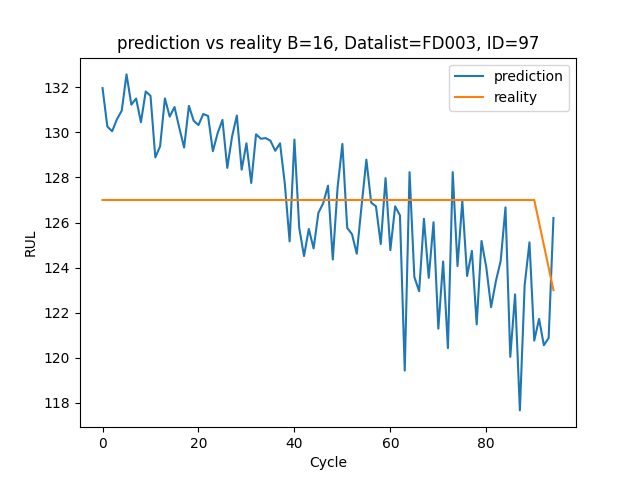 prediction vs reality B=16, Datalist=FD003, ID=97
prediction
reality
132
130
128
126
124
122
120
118
RUL
0 20 40 60 80
Cycle